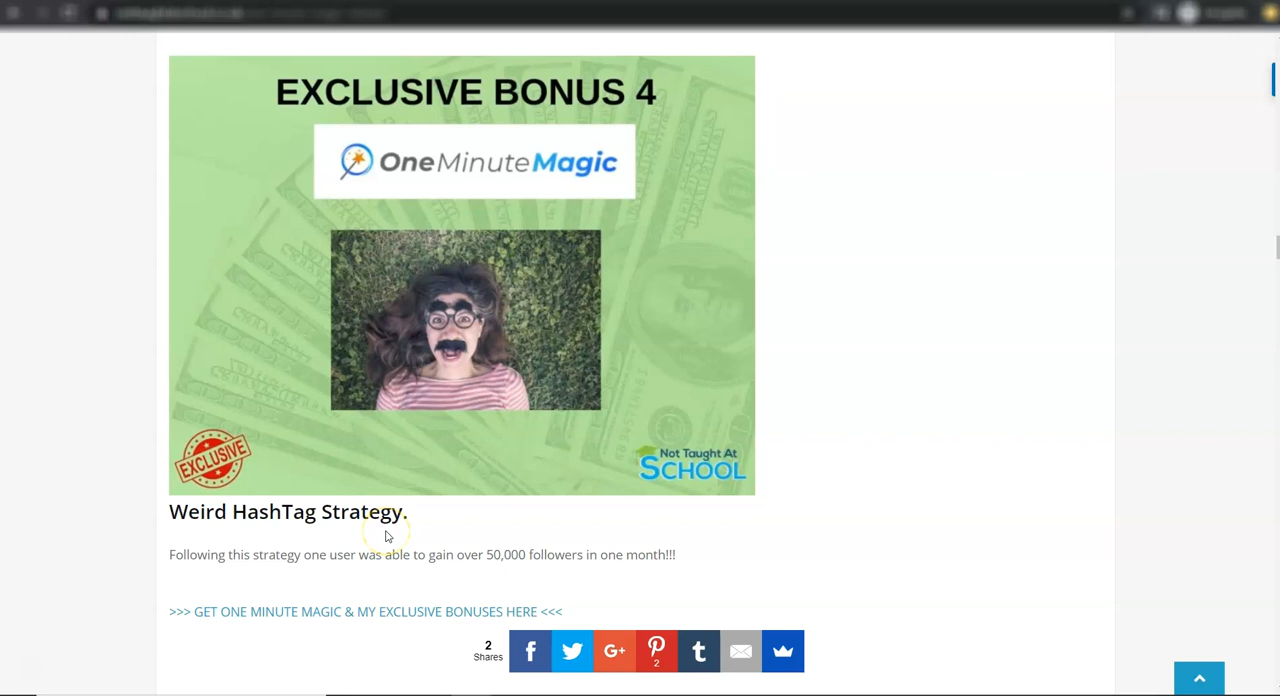 EXCLUSIVE BONUS 4
OneMinuteMagic
EXCLUSIVE
Not Taught At
SCHOOL
Weird HashTag Strategy.
Following this strategy one user was able to gain over 50,000 followers in one month!!!
>>> GET ONE MINUTE MAGIC & MY EXCLUSIVE BONUSES HERE <<<
2
Shares
f
G+
2
t